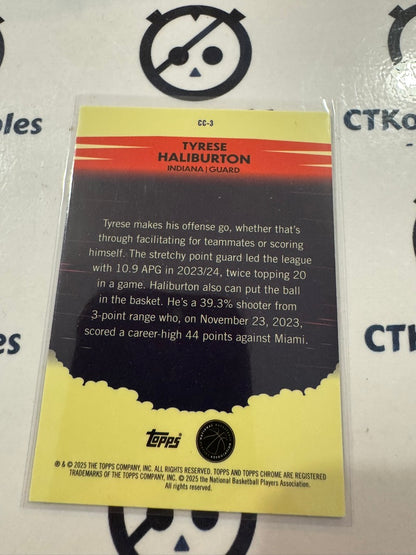 CTKo
bles
CTKo
les
CC-3
TYRESE
HALIBURTON
INDIANA | GUARD
Tyrese makes his offense go, whether that's
through facilitating for teammates or scoring
himself. The stretchy point guard led the league
with 10.9 APG in 2023/24, twice topping 20
in a game. Haliburton also can put the ball
in the basket. He's a 39.3% shooter from
3-point range who, on November 23, 2023,
scored a career-high 44 points against Miami.
Topps
℗ & © 2025 THE TOPPS COMPANY, INC. ALL RIGHTS RESERVED. TOPPS AND TOPPS CHROME ARE REGISTERED
TRADEMARKS OF THE TOPPS COMPANY, INC. © 2025 the National Basketball Players Association.
All rights reserved.